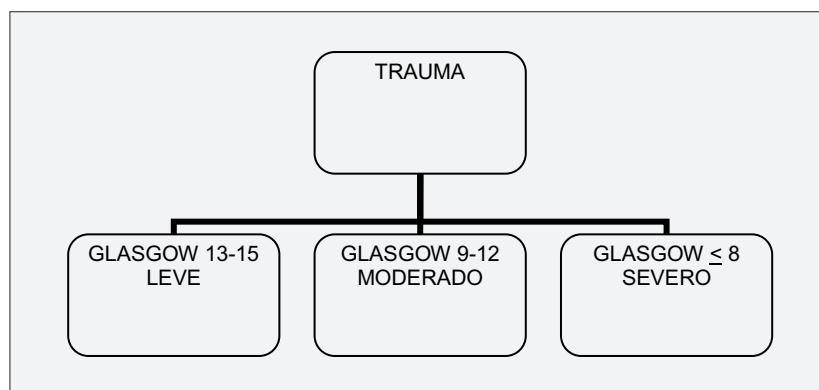 TRAUMA
GLASGOW 13-15
LEVE
GLASGOW 9-12
MODERADO
GLASGOW ≤ 8
SEVERO